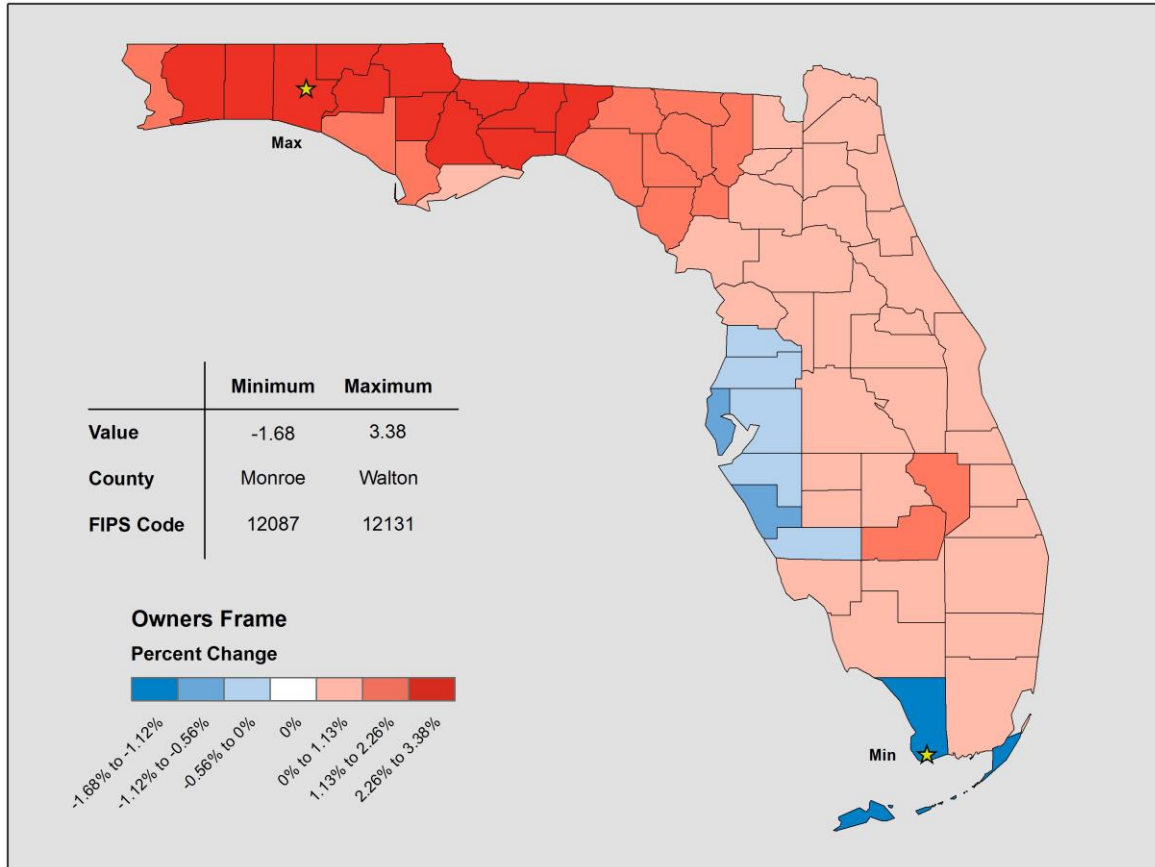 Max
Minimum Maximum
Value -1.68 3.38
County Monroe Walton
FIPS Code 12087 12131
Owners Frame
Percent Change
-1.68% to -1.12%
-1.12% to -0.56%
-0.56% to 0%
0%
0% to 1.13%
1.13% to 2.26%
2.26% to 3.38%
Min